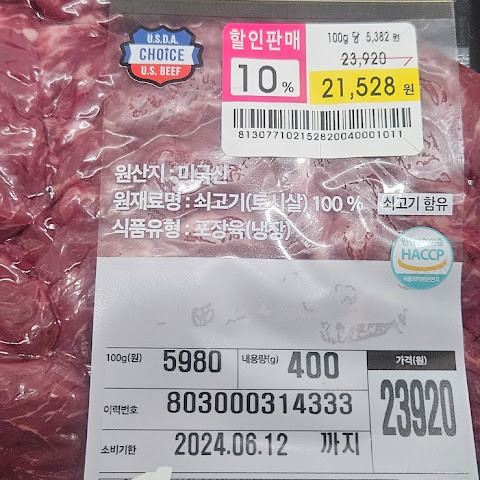 U.S.D.A.
CHOICE
U.S. BEEF
할인판매
10 %
100g 당 5,382 원
23,920
21,528 원
813077102152820040001011
원산지 : 미국산
원재료명 : 쇠고기(토시살) 100 %
쇠고기 함유
식품유형 : 포장육(냉장)
HACCP
100g(원) 5980 내용량(g) 400 가격(원)
이력번호 803000314333 23920
소비기한 2024.06.12 까지